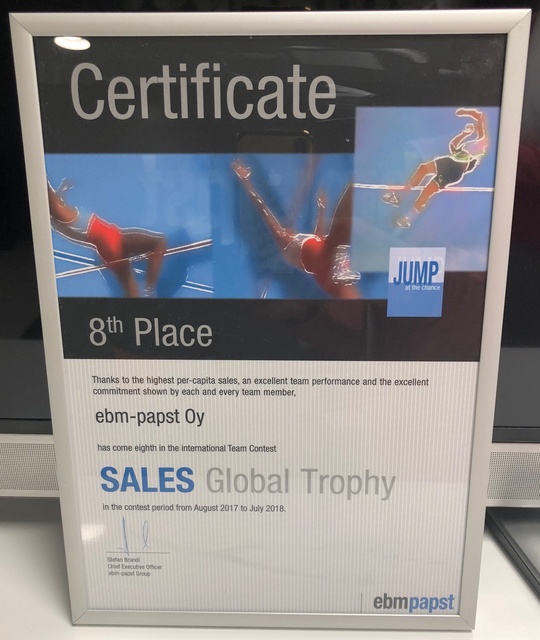 Certificate
JUMP
at the chance
8th Place
Thanks to the highest per-capita sales, an excellent team performance and the excellent
commitment shown by each and every team member,
ebm-papst Oy
has come eighth in the international Team Contest
SALES Global Trophy
in the contest period from August 2017 to July 2018.
Stefan Brandl
Chief Executive Officer
ebm-papst Group
ebmpapst